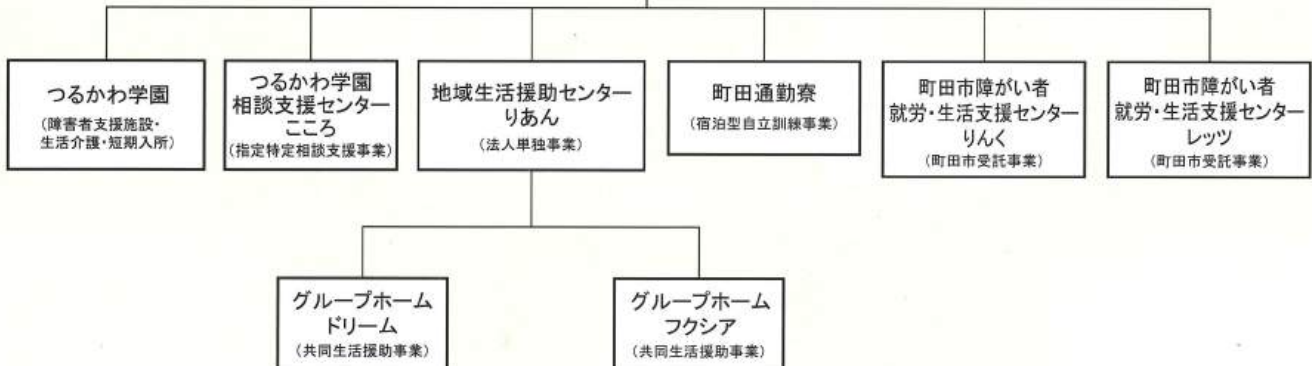 つるかわ学園
(障害者支援施設・
生活介護・短期入所)
つるかわ学園
相談支援センター
こころ
(指定特定相談支援事業)
地域生活援助センター
りあん
(法人単独事業)
町田通勤寮
(宿泊型自立訓練事業)
町田市障がい者
就労・生活支援センター
りんく
(町田市受託事業)
町田市障がい者
就労・生活支援センター
レッツ
(町田市受託事業)
グループホーム
ドリーム
(共同生活援助事業)
グループホーム
フクシア
(共同生活援助事業)